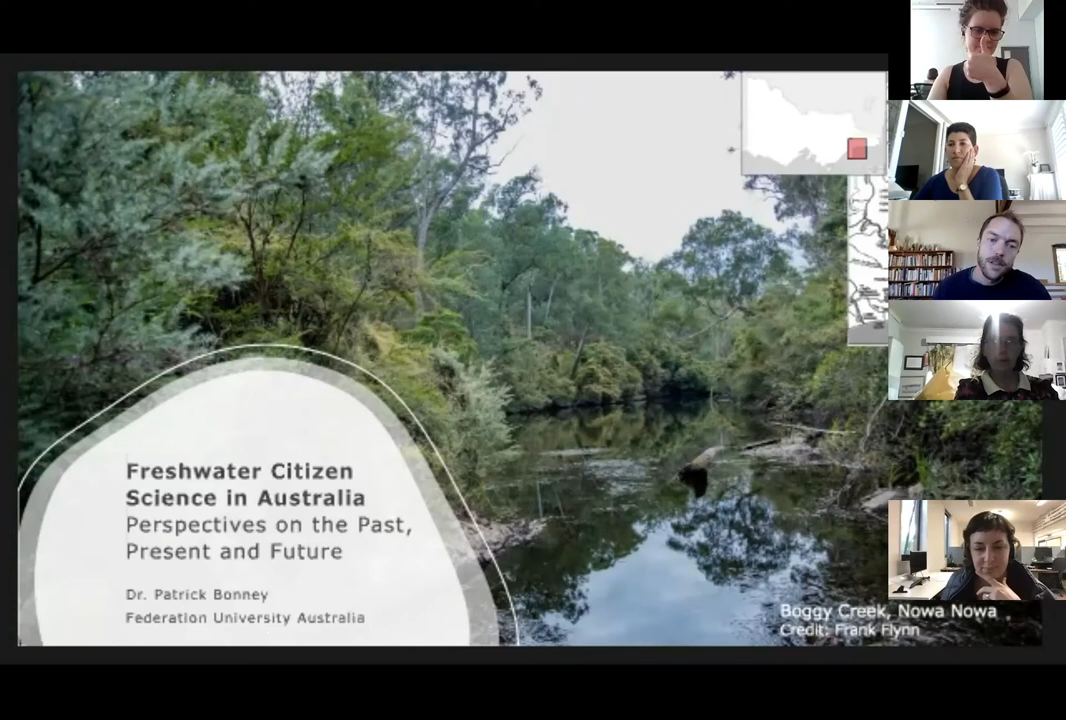 Freshwater Citizen
Science in Australia
Perspectives on the Past,
Present and Future
Dr. Patrick Bonney
Federation University Australia
Boggy Creek, Nowa Nowa
Credit: Frank Flynn